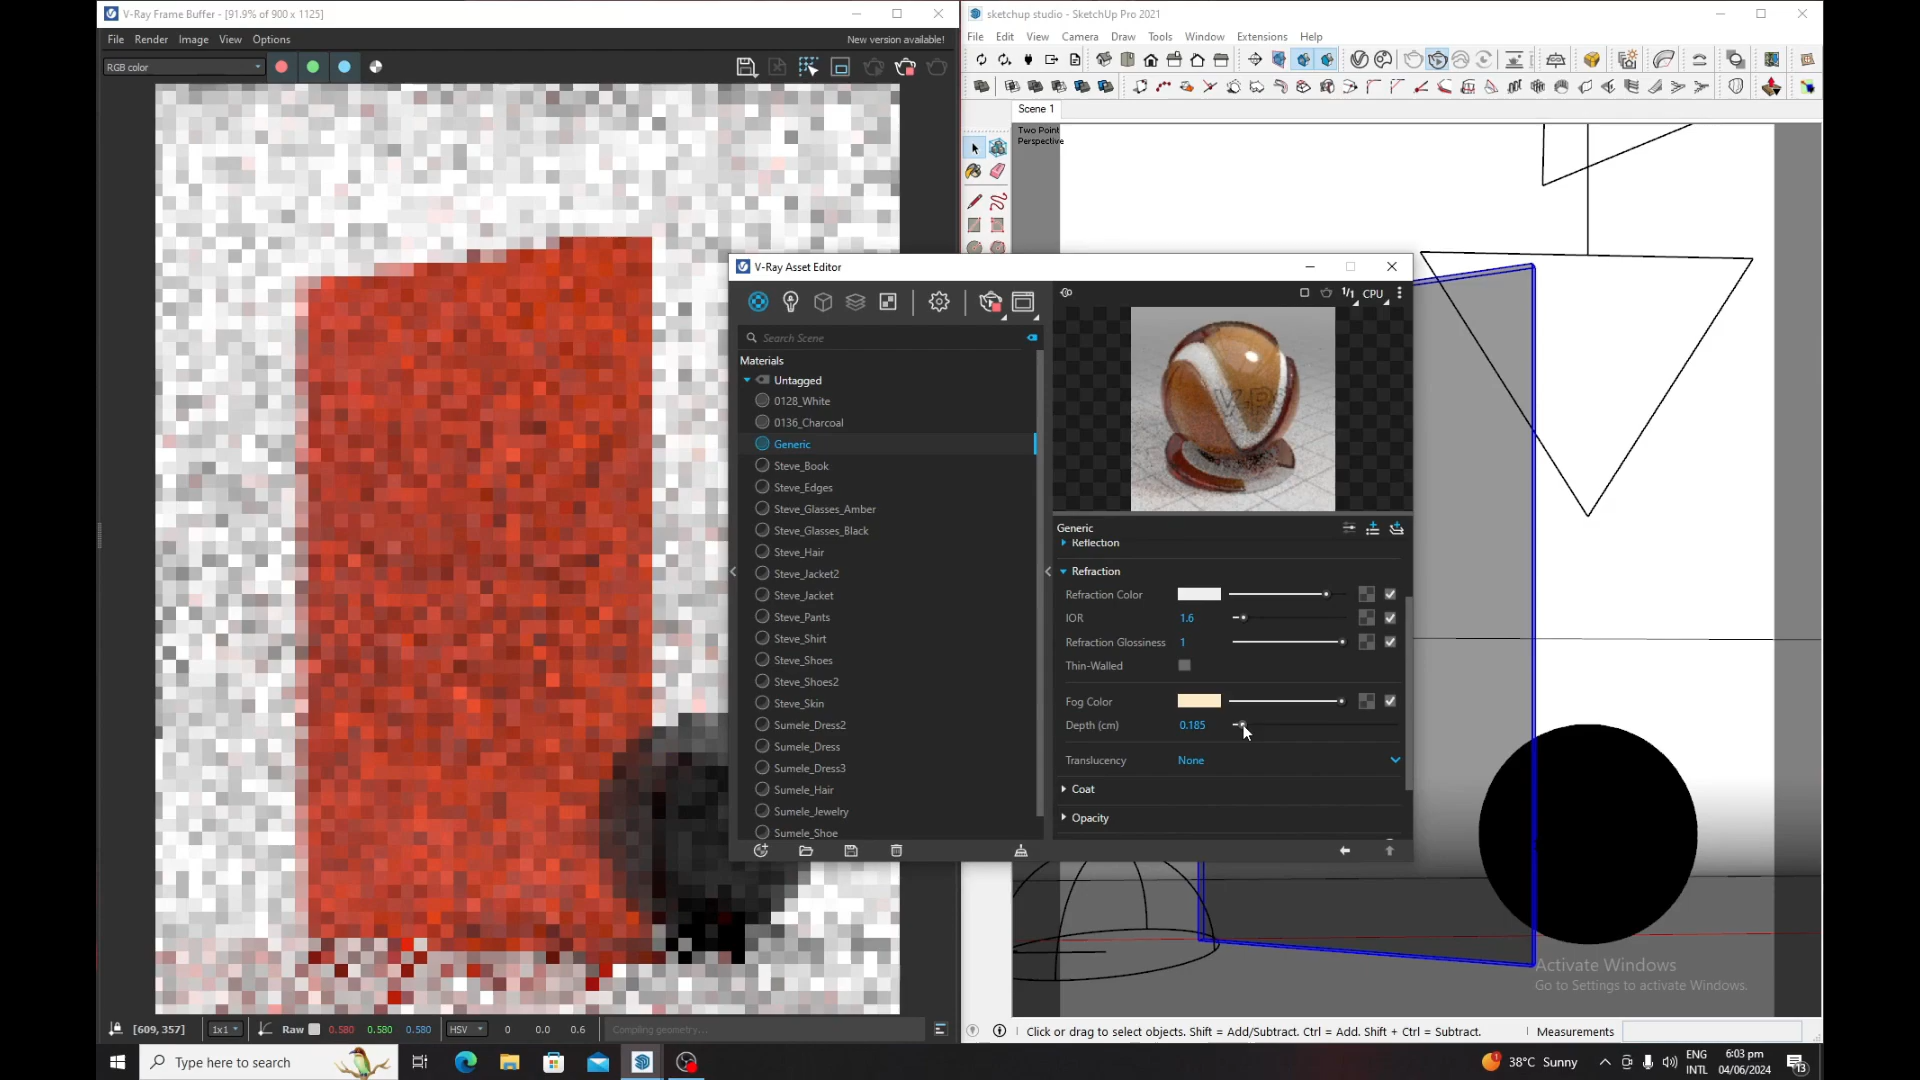 V-Ray Frame Buffer - [91.9% of 900 x 1125]
File Render Image View Options
New version available!
RGB color
sketchup studio - SketchUp Pro 2021
File Edit View Camera Draw Tools Window Extensions Help
Scene 1
Two Point
Perspective
V-Ray Asset Editor
1/1 CPU
Search Scene
Materials
Untagged
0128_White
0136_Charcoal
Generic
Steve_Book
Steve_Edges
Steve_Glasses_Amber
Steve_Glasses_Black
Steve_Hair
Steve_Jacket2
Steve_Jacket
Steve_Pants
Steve_Shirt
Steve_Shoes
Steve_Shoes2
Steve_Skin
Sumele_Dress2
Sumele_Dress
Sumele_Dress3
Sumele_Hair
Sumele_Jewelry
Sumele_Shoe
Generic
Reflection
Refraction
Refraction Color
IOR 1.6
Refraction Glossiness 1
Thin-Walled
Fog Color
Depth (cm) 0.185
Translucency None
Coat
Opacity
Activate Windows
Go to Settings to activate Windows.
[609, 357] 1x1 Raw 0.580 0.580 0.580 HSV 0 0.0 0.6 Compiling geometry...
Click or drag to select objects. Shift = Add/Subtract. Ctrl = Add. Shift + Ctrl = Subtract.
Measurements
Type here to search
1
38°C Sunny
ENG
INTL
6:03 pm
04/06/2024
13